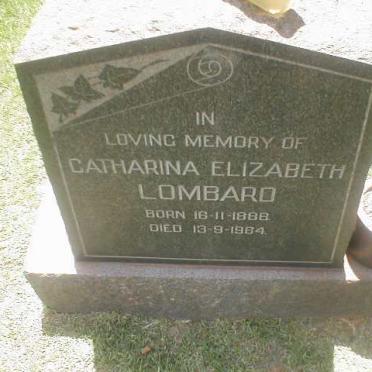 IN
LOVING MEMORY OF
CATHARINA ELIZABETH
LOMBARD
BORN 16-11-1888.
DIED 13-9-1964.